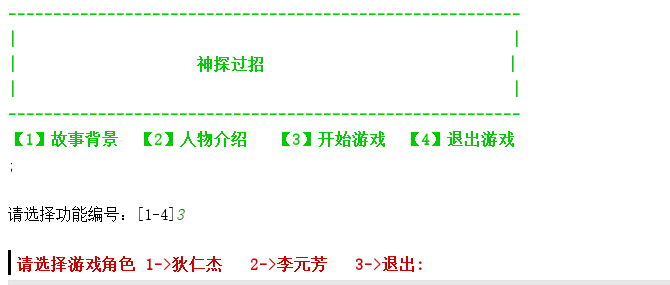 ---------------------------------------------------------
|                                                       |
|                    神探过招                           |
|                                                       |
---------------------------------------------------------
【1】故事背景  【2】人物介绍   【3】开始游戏  【4】退出游戏
;
请选择功能编号：[1-4]3
请选择游戏角色 1->狄仁杰   2->李元芳   3->退出: